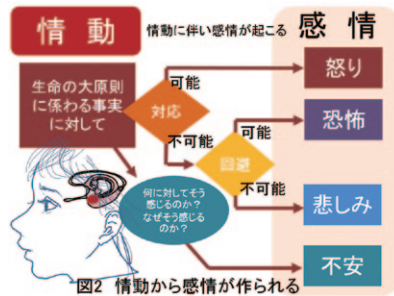 情動
情動に伴い感情が起こる
感情
生命の大原則
に係わる事実
に対して
対応
可能
不可能
回避
可能
不可能
怒り
恐怖
悲しみ
不安
何に対してそう
感じるのか？
なぜそう感じる
のか？
図2 情動から感情が作られる